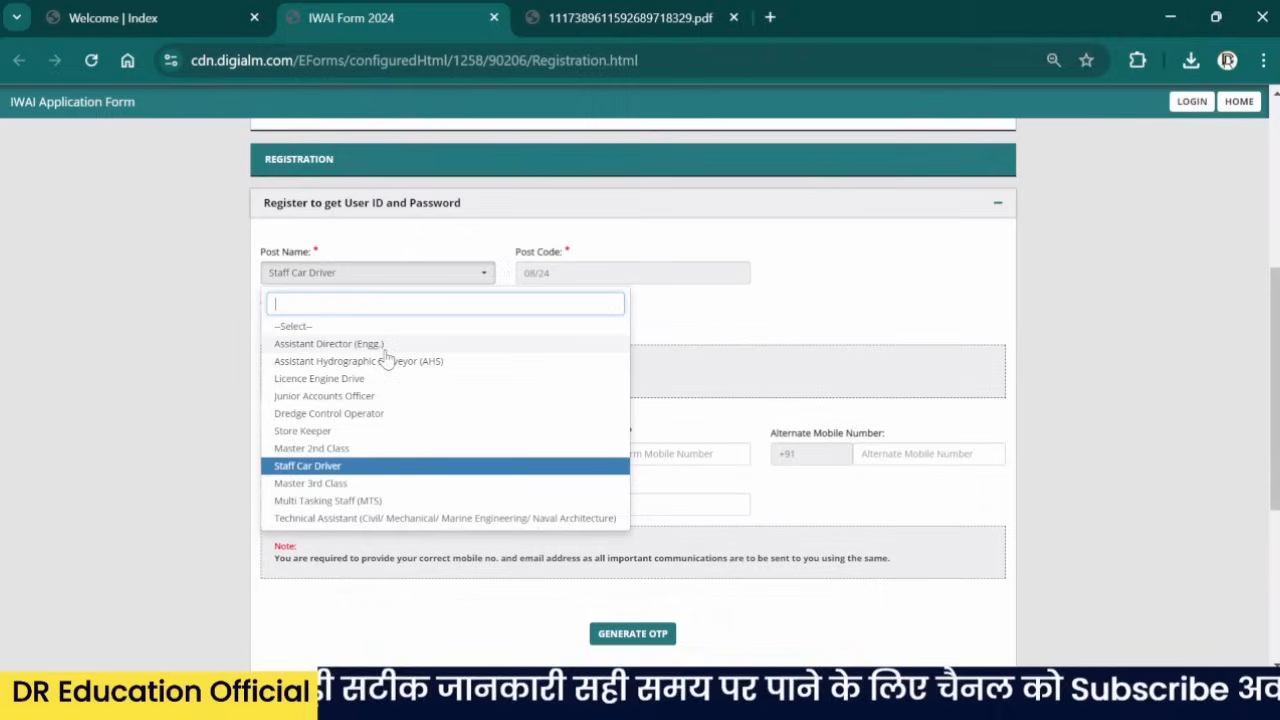 Welcome | Index
IWAI Form 2024
1117389611592689718329.pdf
cdn.digialm.com/EForms/configuredHtml/1258/90206/Registration.html
IWAI Application Form
LOGIN
HOME
REGISTRATION
Register to get User ID and Password
Post Name: *
Post Code: *
Staff Car Driver
08/24
--Select--
Assistant Director (Engg.)
Assistant Hydrographic (AHS)
Licence Engine Drive
Junior Accounts Officer
Dredge Control Operator
Store Keeper
Master 2nd Class
Staff Car Driver
Master 3rd Class
Multi Tasking Staff (MTS)
Technical Assistant (Civil/ Mechanical/ Marine Engineering/ Naval Architecture)
Alternate Mobile Number:
Mobile Number
+91
Alternate Mobile Number
Note:
You are required to provide your correct mobile no. and email address as all important communications are to be sent to you using the same.
GENERATE OTP
DR Education Official
सटीक जानकारी सही समय पर पाने के लिए चैनल को Subscribe